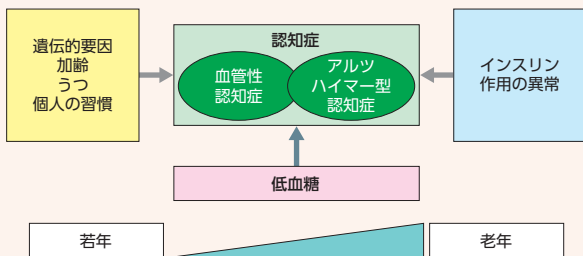 遺伝的要因
加齢
うつ
個人の習慣
認知症
血管性
認知症
アルツ
ハイマー型
認知症
インスリン
作用の異常
低血糖
若年
老年